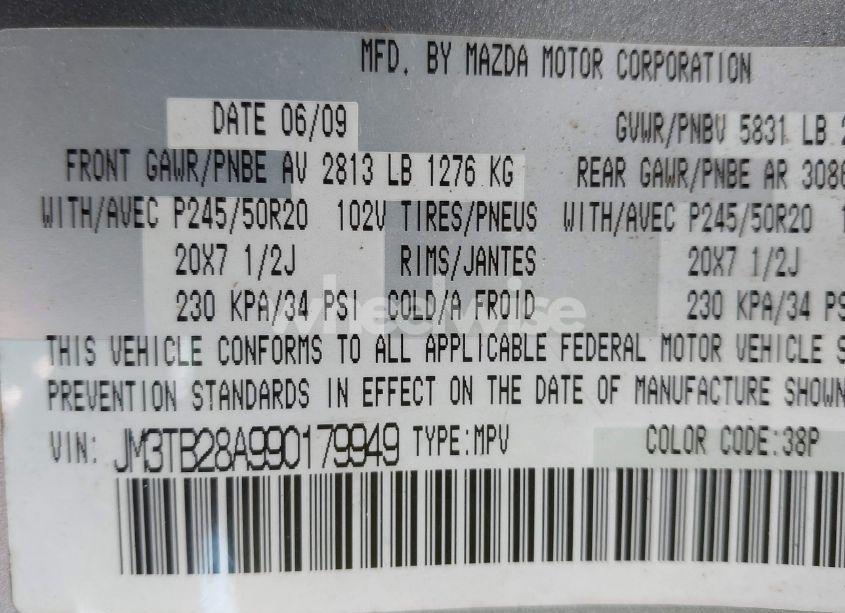 MFD. BY MAZDA MOTOR CORPORATION
DATE 06/09 GVWR/PNBV 5831 LB
FRONT GAWR/PNBE AV 2813 LB 1276 KG REAR GAWR/PNBE AR 3086
WITH/AVEC P245/50R20 102V TIRES/PNEUS WITH/AVEC P245/50R20
20X7 1/2J RIMS/JANTES 20X7 1/2J
230 KPA/34 PSI COLD/A FROID 230 KPA/34 PS
wheelwise
THIS VEHICLE CONFORMS TO ALL APPLICABLE FEDERAL MOTOR VEHICLE S
PREVENTION STANDARDS IN EFFECT ON THE DATE OF MANUFACTURE SHOWN
VIN: JM3TB28A990179949 TYPE:MPV COLOR CODE:38P